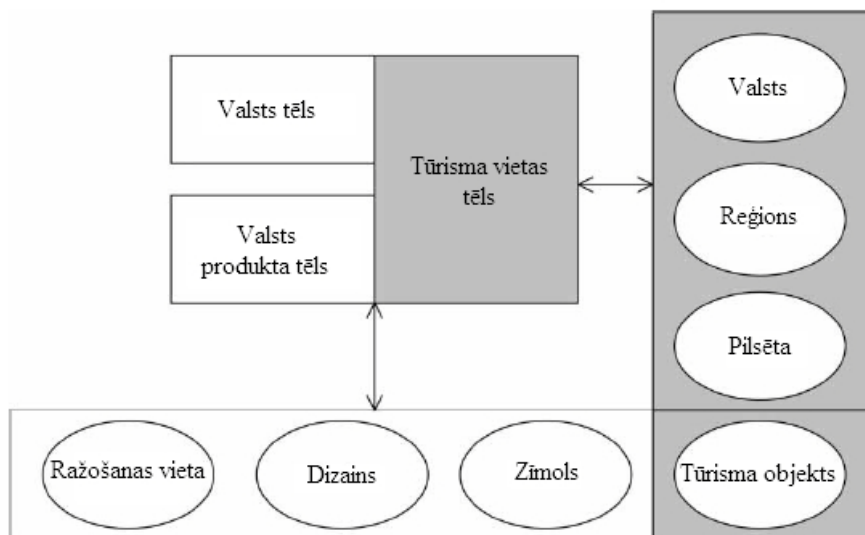 Valsts tēls
Valsts
produkta tēls
Tūrisma vietas
tēls
Valsts
Reģions
Pilsēta
Ražošanas vieta
Dizains
Zīmols
Tūrisma objekts